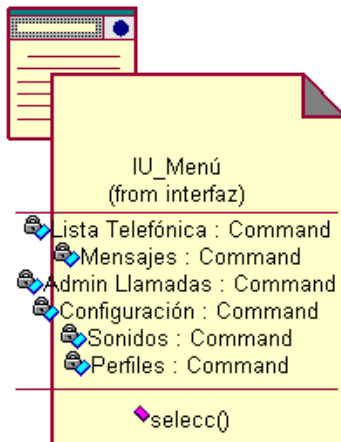 IU_Menú
(from interfaz)
Lista Telefónica : Command
Mensajes : Command
Admin Llamadas : Command
Configuración : Command
Sonidos : Command
Perfiles : Command
selecc()